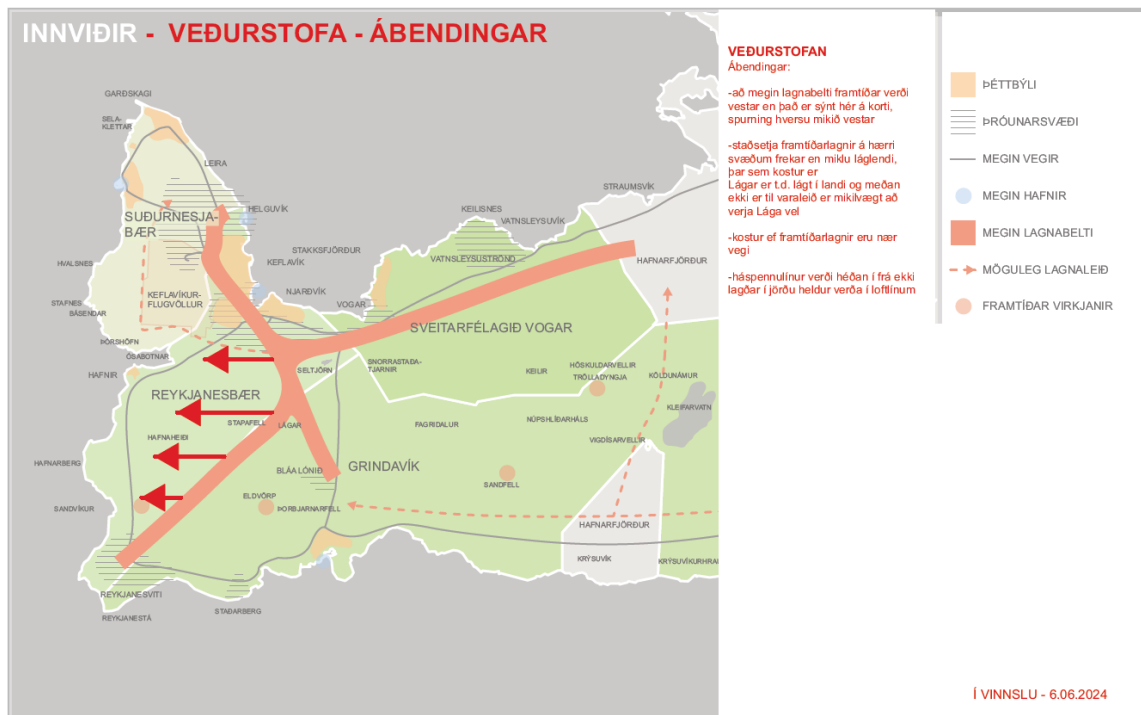 INNVIÐIR - VEÐURSTOFA - ÁBENDINGAR
GARÐSKAGI
SELA-
KLETTAR
LEIRA
HELGUVÍK
SUÐURNESJA-
BÆR
STAKKSFJÖRÐUR
KEFLAVÍK
HVALSNES
NJARÐVÍK
KEFLAVÍKUR-
FLUGVÖLLUR
STAFNES
BÁSENDAR
VOGAR
ÞÓRSHÖFN
ÓSABOTNAR
HAFNIR
STRAUMSVÍK
KEILISNES
VATNSLEYSUVÍK
VATNSLEYSUSTRÖND
HAFNARFJÖRÐUR
SVEITARFÉLAGIÐ VOGAR
SNORRASTAÐA-
TJARNIR
SELTJÖRN
KEILIR
HÖSKULDARVELLIR
TRÖLLADYNGJA
KÖLDUNÁMUR
KLEIFARVATN
REYKJANESBÆR
STAPAFELL
LÁGAR
FAGRIDALUR
NÚPSHLÍÐARHÁLS
VIGDÍSARVELLIR
HAFNAHEIÐI
HAFNARBERG
BLÁA LÓNIÐ
GRINDAVÍK
SANDFELL
ELDVÖRP
ÞORBJARNARFELL
SANDVÍKUR
HAFNARFJÖRÐUR
KRÝSUVÍK
KRÝSUVÍKURHRAU
REYKJANESVITI
STAÐARBERG
REYKJANESTÁ
VEÐURSTOFAN
Ábendingar:
-að megin lagnabelti framtíðar verði
vestar en það er sýnt hér á korti,
spurning hversu mikið vestar
-staðsetja framtíðarlagnir á hærri
svæðum frekar en miklu láglendi,
þar sem kostur er
Lágar er t.d. lágt í landi og meðan
ekki er til varaleið er mikilvægt að
verja Lága vel
-kostur ef framtíðarlagnir eru nær
vegi
-háspennulínur verði héðan í frá ekki
lagðar í jörðu heldur verða í loftlínum
ÞÉTTBÝLI
ÞRÓUNARSVÆÐI
MEGIN VEGIR
MEGIN HAFNIR
MEGIN LAGNABELTI
MÖGULEG LAGNALEIÐ
FRAMTÍÐAR VIRKJANIR
Í VINNSLU - 6.06.2024